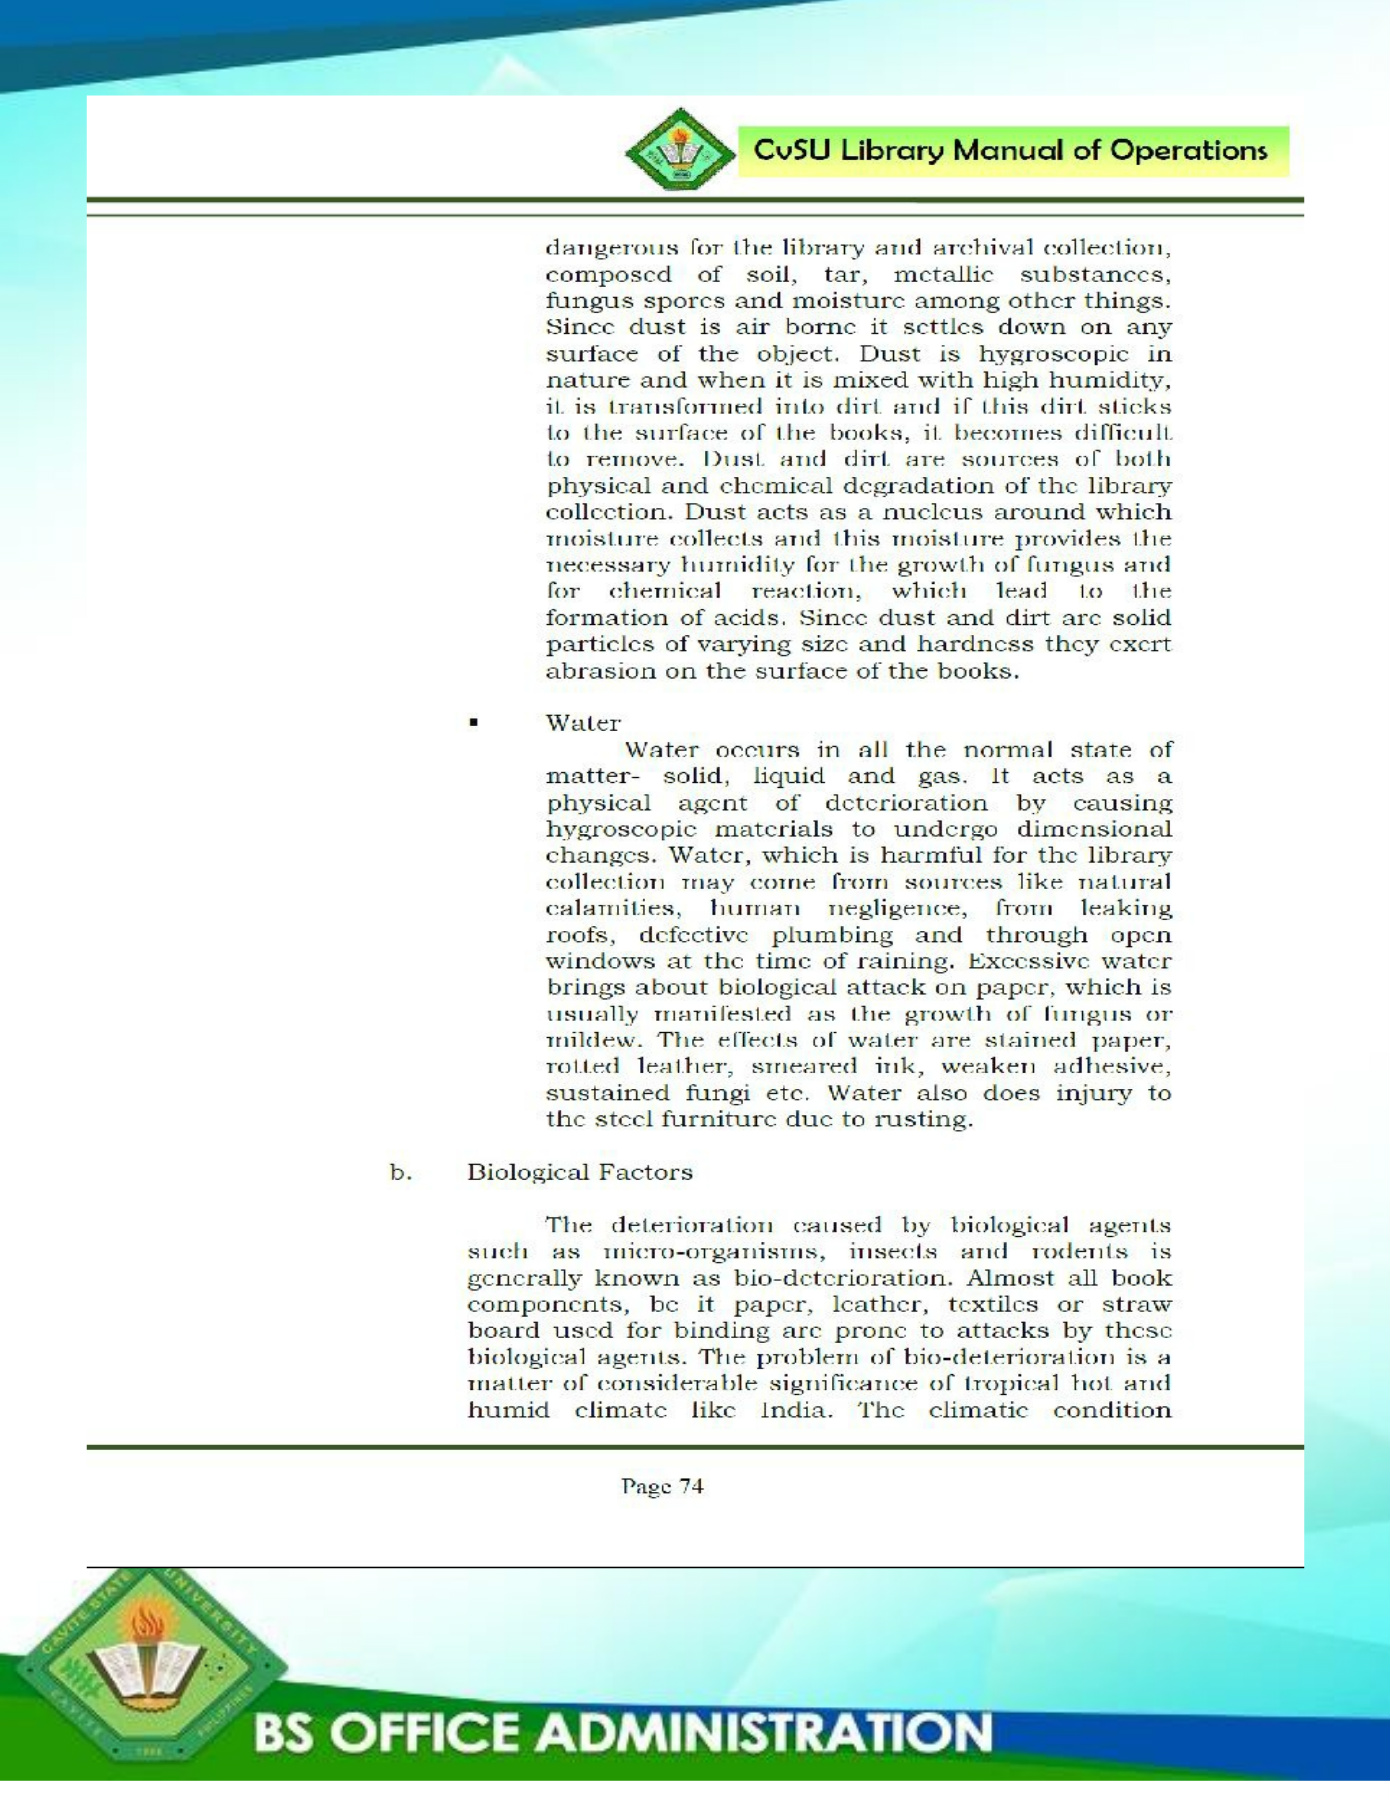 CvSU Library Manual of Operations
dangerous for the library and archival collection,
composed of soil, tar, metallic substances,
fungus spores and moisture among other things.
Since dust is air borne it settles down on any
surface of the object. Dust is hygroscopic in
nature and when it is mixed with high humidity,
it is transformed into dirt and if this dirt sticks
to the surface of the books, it becomes difficult
to remove. Dust and dirt are sources of both
physical and chemical degradation of the library
collection. Dust acts as a nucleus around which
moisture collects and this moisture provides the
necessary humidity for the growth of fungus and
for chemical reaction, which lead to the
formation of acids. Since dust and dirt are solid
particles of varying size and hardness they exert
abrasion on the surface of the books.
▪ Water
Water occurs in all the normal state of
matter- solid, liquid and gas. It acts as a
physical agent of deterioration by causing
hygroscopic materials to undergo dimensional
changes. Water, which is harmful for the library
collection may come from sources like natural
calamities, human negligence, from leaking
roofs, defective plumbing and through open
windows at the time of raining. Excessive water
brings about biological attack on paper, which is
usually manifested as the growth of fungus or
mildew. The effects of water are stained paper,
rotted leather, smeared ink, weaken adhesive,
sustained fungi etc. Water also does injury to
the steel furniture due to rusting.
b. Biological Factors
The deterioration caused by biological agents
such as micro-organisms, insects and rodents is
generally known as bio-deterioration. Almost all book
components, be it paper, leather, textiles or straw
board used for binding are prone to attacks by these
biological agents. The problem of bio-deterioration is a
matter of considerable significance of tropical hot and
humid climate like India. The climatic condition
Page 74
CAVITE STATE UNIVERSITY
CAVITE
PHILIPPINES
1906
BS OFFICE ADMINISTRATION